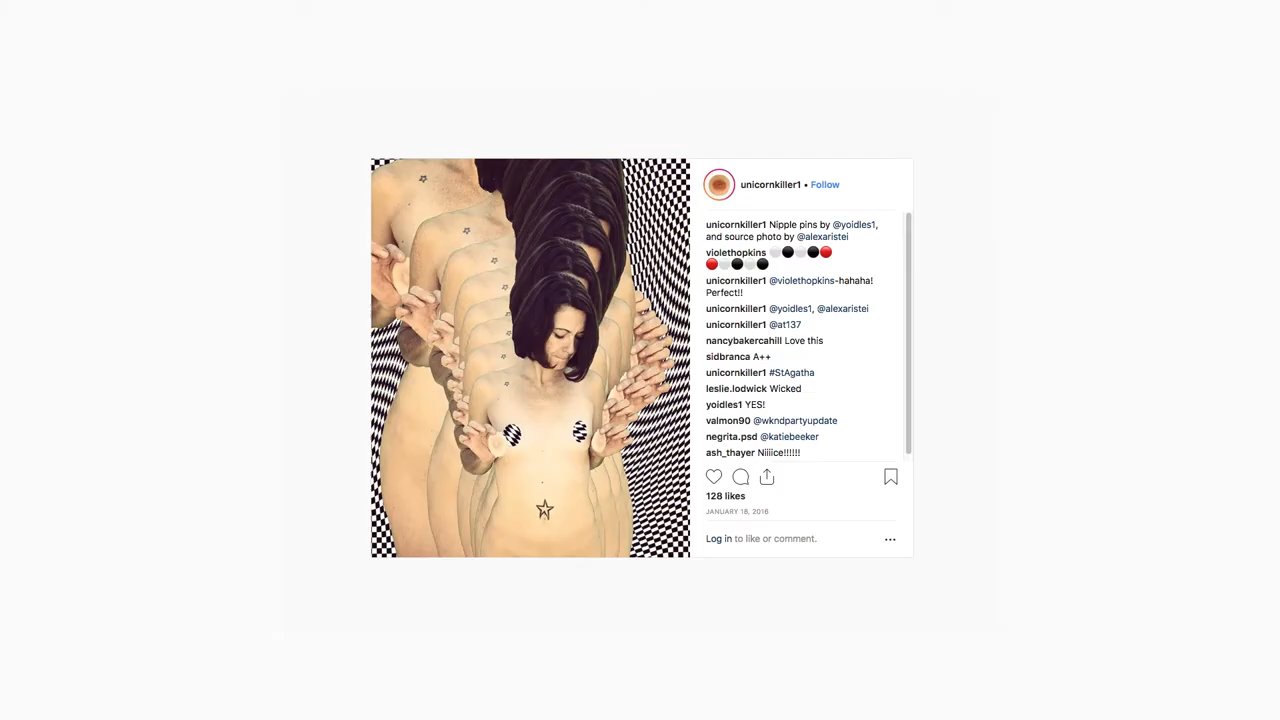 unicornkiller1 • Follow
unicornkiller1 Nipple pins by @yoidles1,
and source photo by @alexaristei
violethopkins
unicornkiller1 @violethopkins-hahaha!
Perfect!!
unicornkiller1 @yoidles1, @alexaristei
unicornkiller1 @at137
nancybakercahill Love this
sidbranca A++
unicornkiller1 #StAgatha
leslie.lodwick Wicked
yoidles1 YES!
valmon90 @wkndpartyupdate
negrita.psd @katiebeeker
ash_thayer Niiiice!!!!!!
128 likes
JANUARY 18, 2016
Log in to like or comment.